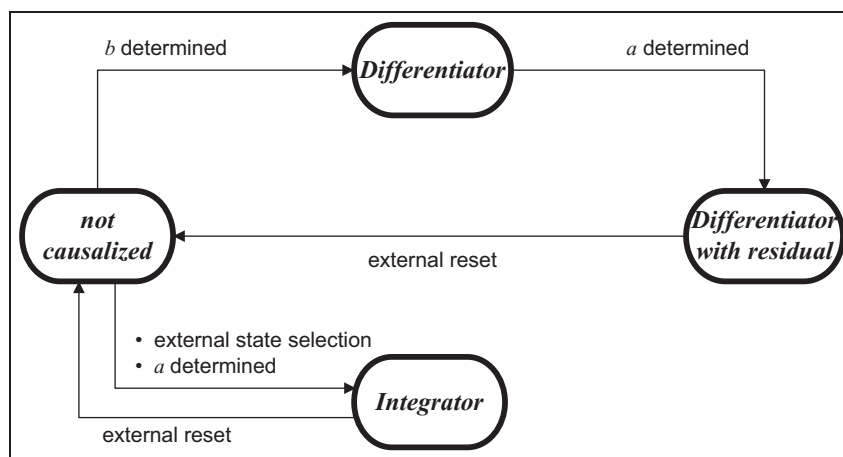 b determined
a determined
Differentiator
not
causalized
Differentiator
with residual
external reset
• external state selection
• a determined
Integrator
external reset